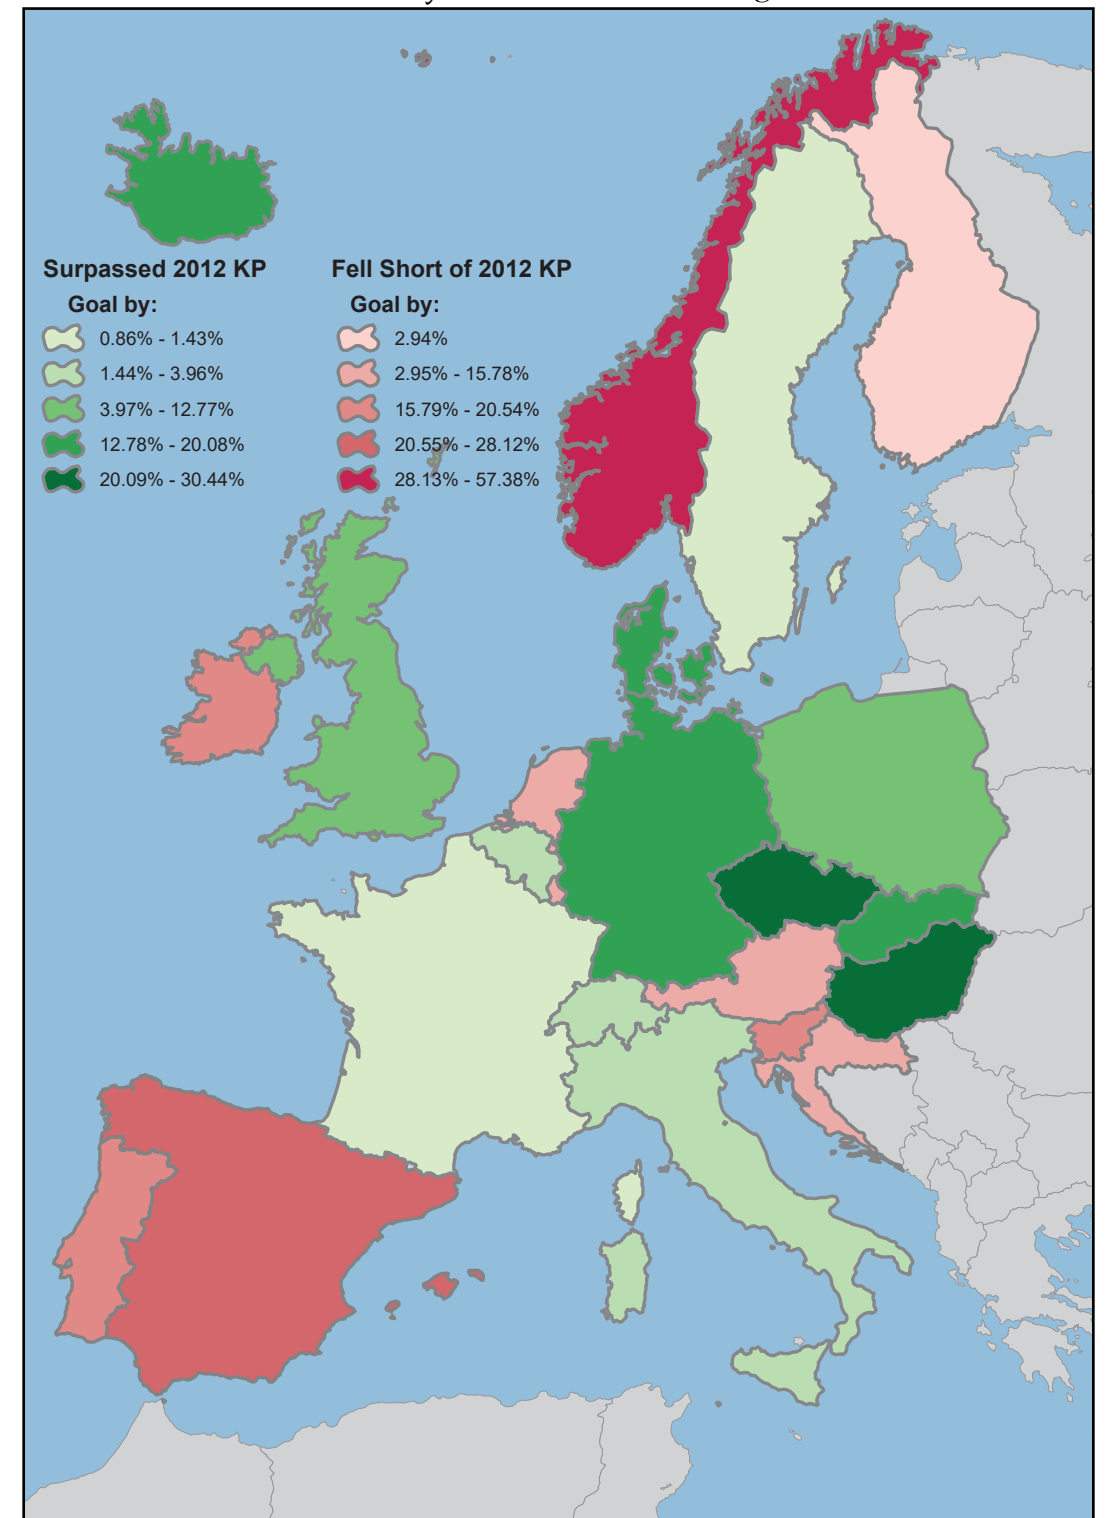 Surpassed 2012 KP
Goal by:
0.86% - 1.43%
1.44% - 3.96%
3.97% - 12.77%
12.78% - 20.08%
20.09% - 30.44%
Fell Short of 2012 KP
Goal by:
2.94%
2.95% - 15.78%
15.79% - 20.54%
20.55% - 28.12%
28.13% - 57.38%